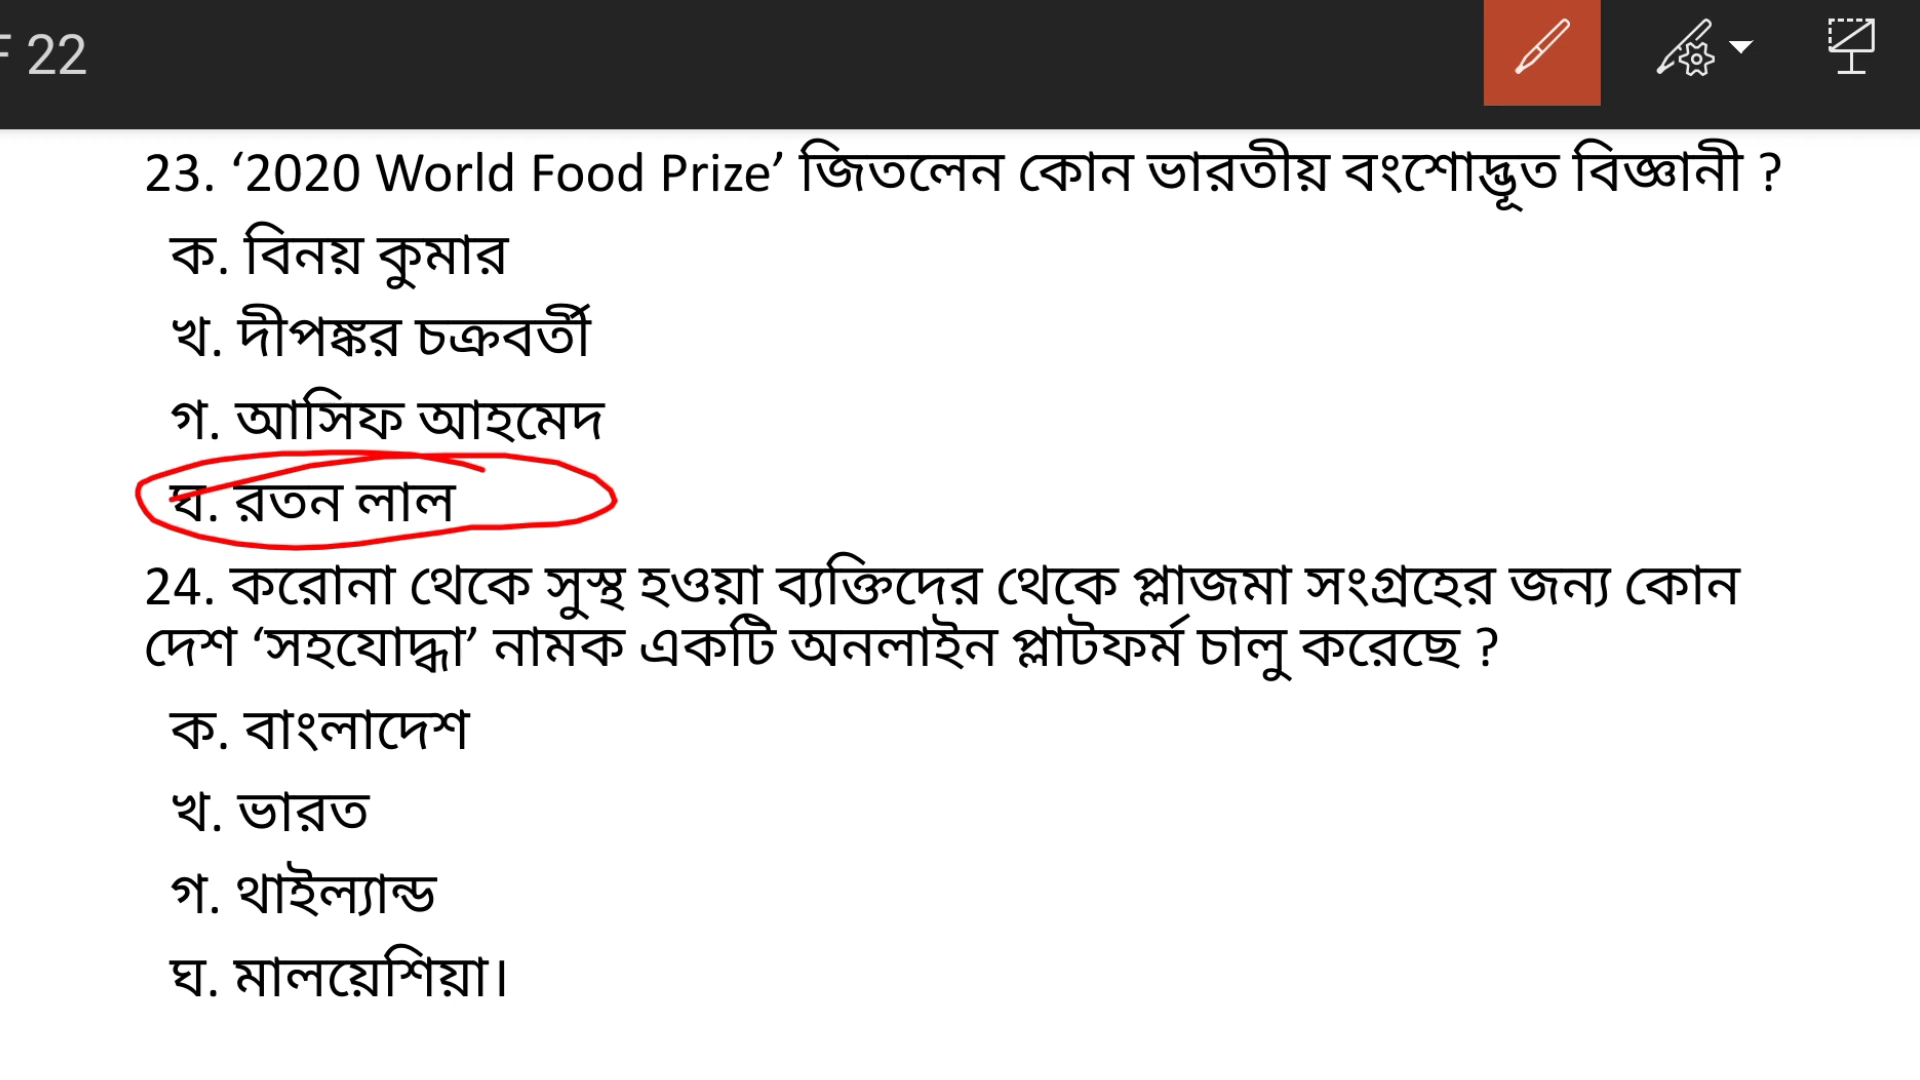 22
23. ‘2020 World Food Prize’ জিতলেন কোন ভারতীয় বংশোদ্ভূত বিজ্ঞানী ?
ক. বিনয় কুমার
খ. দীপঙ্কর চক্রবর্তী
গ. আসিফ আহমেদ
ঘ. রতন লাল
24. করোনা থেকে সুস্থ হওয়া ব্যক্তিদের থেকে প্লাজমা সংগ্রহের জন্য কোন
দেশ ‘সহযোদ্ধা’ নামক একটি অনলাইন প্লাটফর্ম চালু করেছে ?
ক. বাংলাদেশ
খ. ভারত
গ. থাইল্যান্ড
ঘ. মালয়েশিয়া।